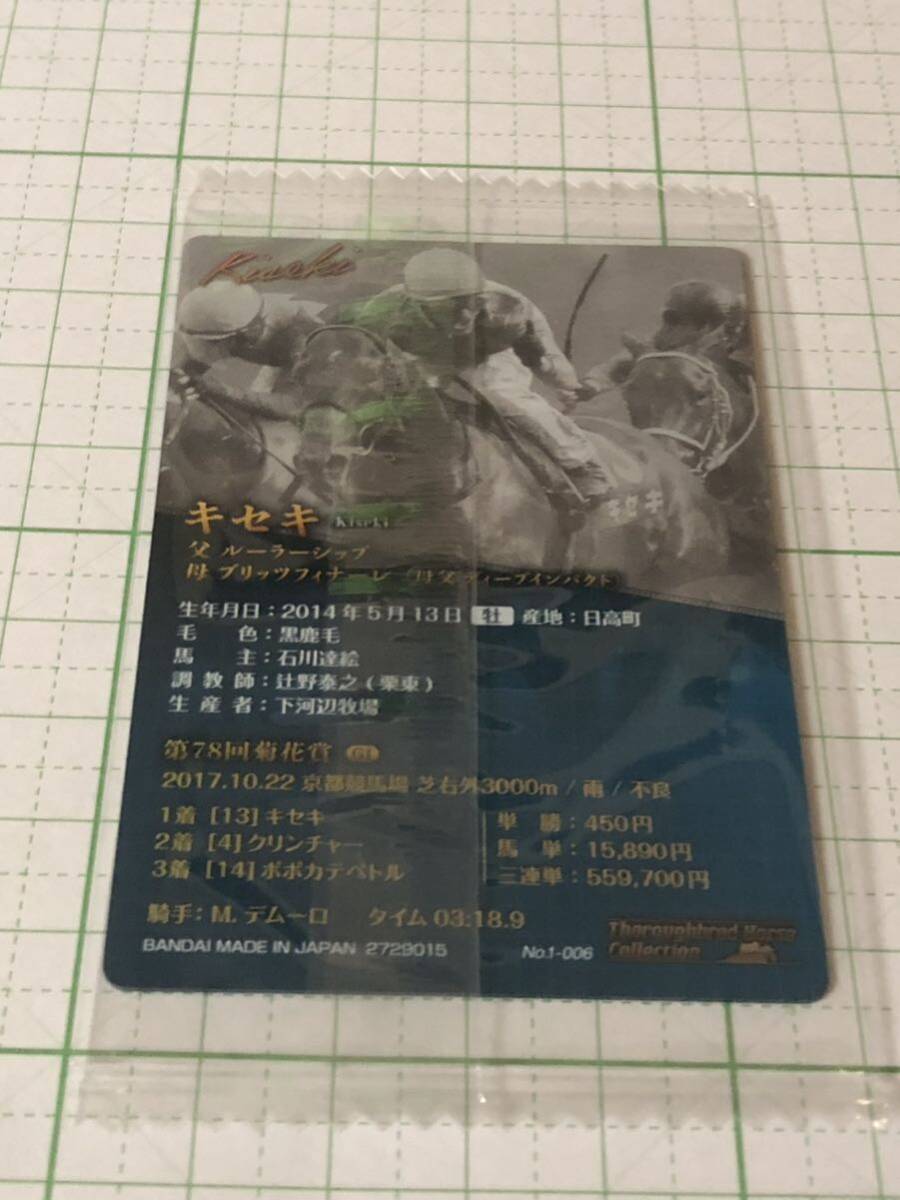 Kiseki
キセキ Kiseki
父 ルーラーシップ
母 ブリッツフィナーレ (母父 ディープインパクト)
生年月日：2014年5月13日 牡 産地：日高町
毛 色：黒鹿毛
馬 主：石川達絵
調教師：辻野泰之(栗東)
生産者：下河辺牧場
第78回菊花賞 G1
2017.10.22 京都競馬場 芝右外3000m / 雨 / 不良
1着 [13] キセキ
2着 [4] クリンチャー
3着 [14] ポポカテペトル
単 勝：450円
馬 単：15,890円
三連単：559,700円
騎手：M. デムーロ タイム 03:18.9
BANDAI MADE IN JAPAN 2729015 No.1-006
Thoroughbred Horse
Collection
キセキ